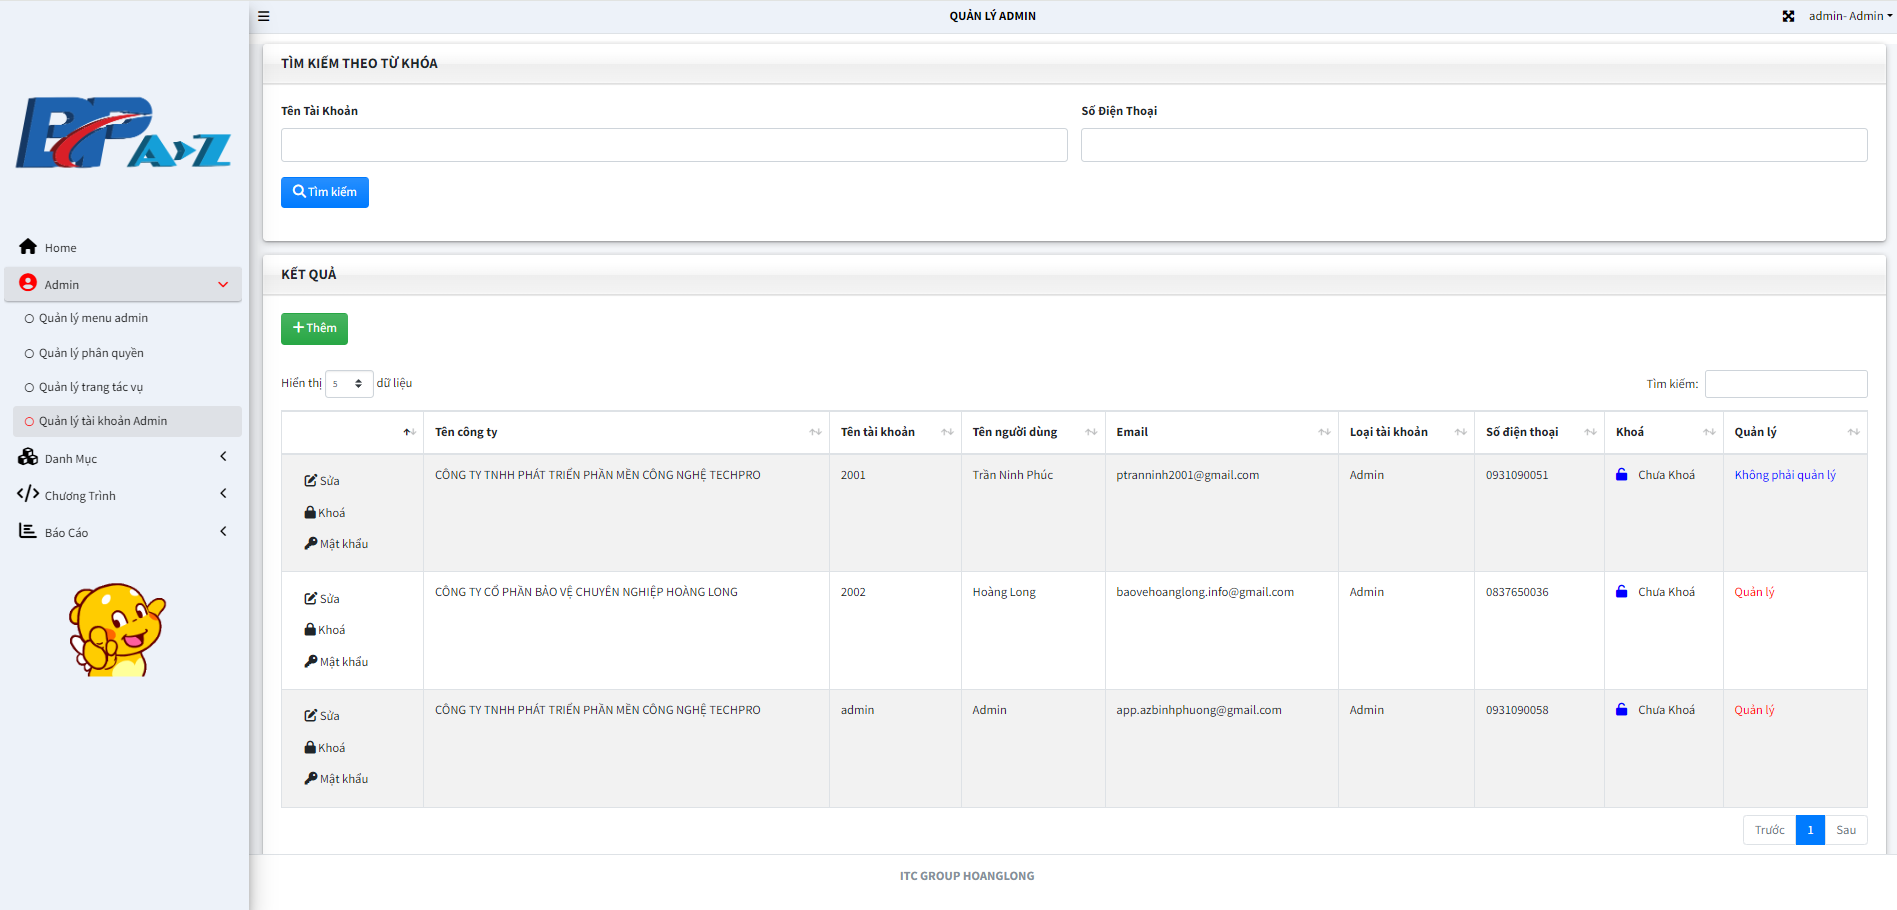 QUẢN LÝ ADMIN
admin- Admin
BP A>Z
Home
Admin
Quản lý menu admin
Quản lý phân quyền
Quản lý trang tác vụ
Quản lý tài khoản Admin
Danh Mục
Chương Trình
Báo Cáo
TÌM KIẾM THEO TỪ KHÓA
Tên Tài Khoản
Số Điện Thoại
Tìm kiếm
KẾT QUẢ
Thêm
Hiển thị 5 dữ liệu
Tìm kiếm:
Tên công ty Tên tài khoản Tên người dùng Email Loại tài khoản Số điện thoại Khoá Quản lý
Sửa CÔNG TY TNHH PHÁT TRIỂN PHẦN MỀN CÔNG NGHỆ TECHPRO 2001 Trần Ninh Phúc ptranninh2001@gmail.com Admin 0931090051 Chưa Khoá Không phải quản lý
Khoá
Mật khẩu
Sửa CÔNG TY CỔ PHẦN BẢO VỆ CHUYÊN NGHIỆP HOÀNG LONG 2002 Hoàng Long baovehoanglong.info@gmail.com Admin 0837650036 Chưa Khoá Quản lý
Khoá
Mật khẩu
Sửa CÔNG TY TNHH PHÁT TRIỂN PHẦN MỀN CÔNG NGHỆ TECHPRO admin Admin app.azbinhphuong@gmail.com Admin 0931090058 Chưa Khoá Quản lý
Khoá
Mật khẩu
Trước 1 Sau
ITC GROUP HOANGLONG